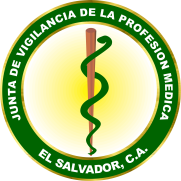 JUNTA DE VIGILANCIA DE LA PROFESION MEDICA
EL SALVADOR, C.A.